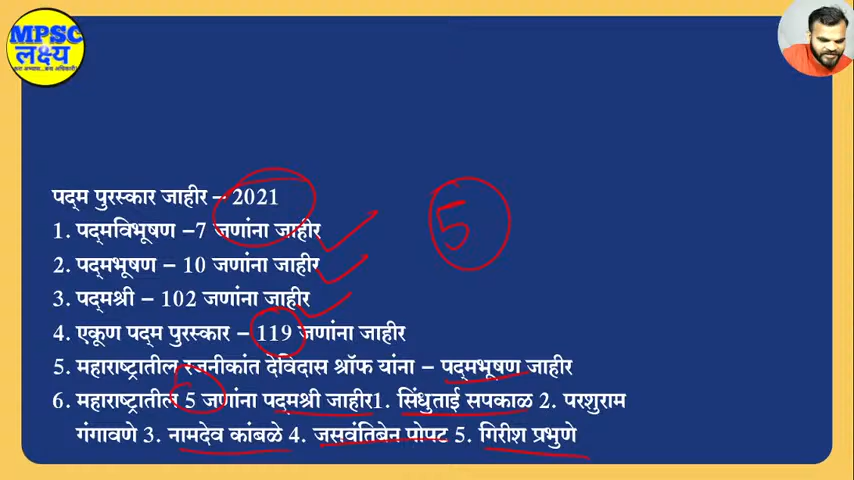 MPSC
लक्ष्य
पद्म पुरस्कार जाहीर – 2021
1. पद्मविभूषण –7 जणांना जाहीर
2. पद्मभूषण – 10 जणांना जाहीर
3. पद्मश्री – 102 जणांना जाहीर
4. एकूण पद्म पुरस्कार – 119 जणांना जाहीर
5. महाराष्ट्रातील रजनीकांत देविदास श्रॉफ यांना – पद्मभूषण जाहीर
6. महाराष्ट्रातील 5 जणांना पद्मश्री जाहीर1. सिंधुताई सपकाळ 2. परशुराम
गंगावणे 3. नामदेव कांबळे 4. जसवंतिबेन पोपट 5. गिरीश प्रभुणे
5